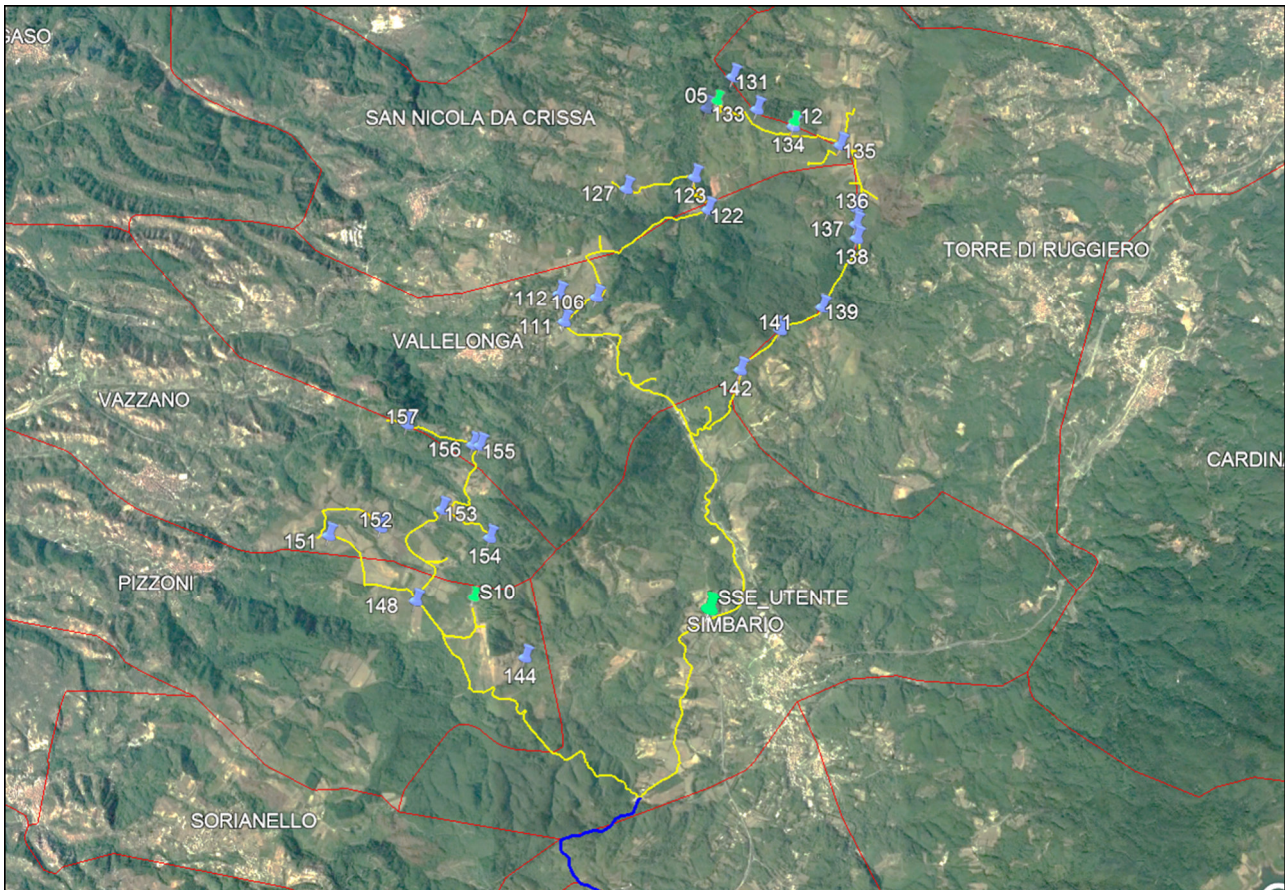 GASO
131
05
133
12
SAN NICOLA DA CRISSA
134
135
127
123
136
122
137
TORRE DI RUGGIERO
138
112
106
139
111
141
VALLELONGA
142
VAZZANO
157
156
155
CARDIN
153
152
151
154
PIZZONI
S10
SSE_UTENTE
148
SIMBARIO
144
SORIANELLO